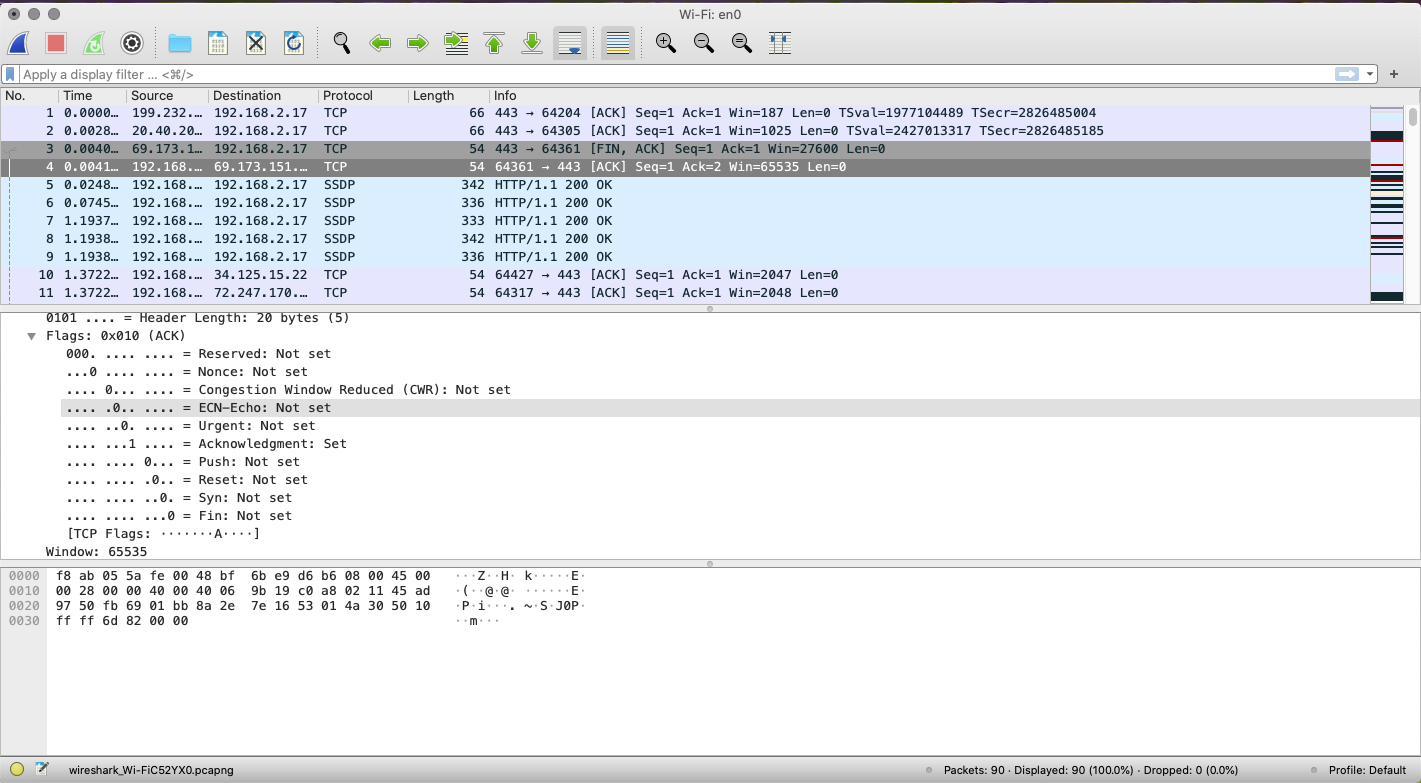 Wi-Fi: en0
Apply a display filter ... <⌘/>
No. Time Source Destination Protocol Length Info
1 0.0000… 199.232.… 192.168.2.17 TCP 66 443 → 64204 [ACK] Seq=1 Ack=1 Win=187 Len=0 TSval=1977104489 TSecr=2826485004
2 0.0028… 20.40.20… 192.168.2.17 TCP 66 443 → 64305 [ACK] Seq=1 Ack=1 Win=1025 Len=0 TSval=2427013317 TSecr=2826485185
3 0.0040… 69.173.1… 192.168.2.17 TCP 54 443 → 64361 [FIN, ACK] Seq=1 Ack=1 Win=27600 Len=0
4 0.0041… 192.168.… 69.173.151.… TCP 54 64361 → 443 [ACK] Seq=1 Ack=2 Win=65535 Len=0
5 0.0248… 192.168.… 192.168.2.17 SSDP 342 HTTP/1.1 200 OK
6 0.0745… 192.168.… 192.168.2.17 SSDP 336 HTTP/1.1 200 OK
7 1.1937… 192.168.… 192.168.2.17 SSDP 333 HTTP/1.1 200 OK
8 1.1938… 192.168.… 192.168.2.17 SSDP 342 HTTP/1.1 200 OK
9 1.1938… 192.168.… 192.168.2.17 SSDP 336 HTTP/1.1 200 OK
10 1.3722… 192.168.… 34.125.15.22 TCP 54 64427 → 443 [ACK] Seq=1 Ack=1 Win=2047 Len=0
11 1.3722… 192.168.… 72.247.170.… TCP 54 64317 → 443 [ACK] Seq=1 Ack=1 Win=2048 Len=0
0101 .... = Header Length: 20 bytes (5)
Flags: 0x010 (ACK)
000. .... .... = Reserved: Not set
...0 .... .... = Nonce: Not set
.... 0... .... = Congestion Window Reduced (CWR): Not set
.... .0.. .... = ECN-Echo: Not set
.... ..0. .... = Urgent: Not set
.... ...1 .... = Acknowledgment: Set
.... .... 0... = Push: Not set
.... .... .0.. = Reset: Not set
.... .... ..0. = Syn: Not set
.... .... ...0 = Fin: Not set
[TCP Flags: ·······A····]
Window: 65535
0000 f8 ab 05 5a fe 00 48 bf 6b e9 d6 b6 08 00 45 00 ···Z··H· k·····E·
0010 00 28 00 00 40 00 40 06 9b 19 c0 a8 02 11 45 ad ·(··@·@· ······E·
0020 97 50 fb 69 01 bb 8a 2e 7e 16 53 01 4a 30 50 10 ·P·i···. ~·S·J0P·
0030 ff ff 6d 82 00 00 ··m···
wireshark_Wi-FiC52YX0.pcapng Packets: 90 · Displayed: 90 (100.0%) · Dropped: 0 (0.0%) Profile: Default